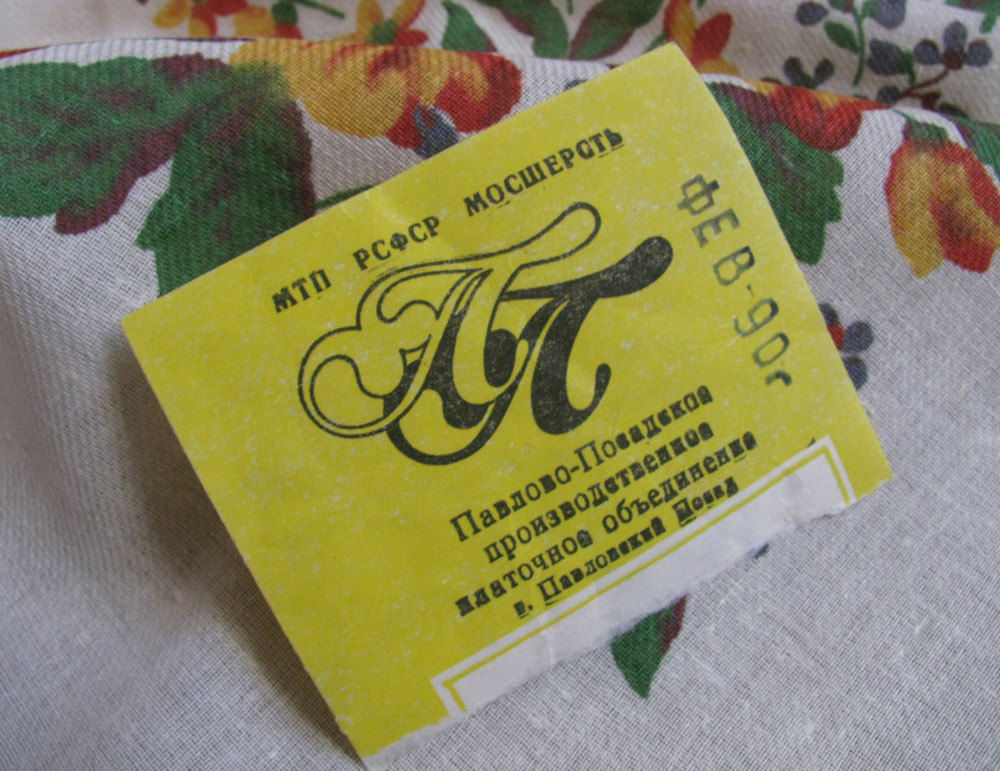 МТП РСФСР МОСШЕРСТЬ
ПП
ФЕВ-90г
Павлово-Посадское
производственное
платочное объединение
г. Павловский Посад